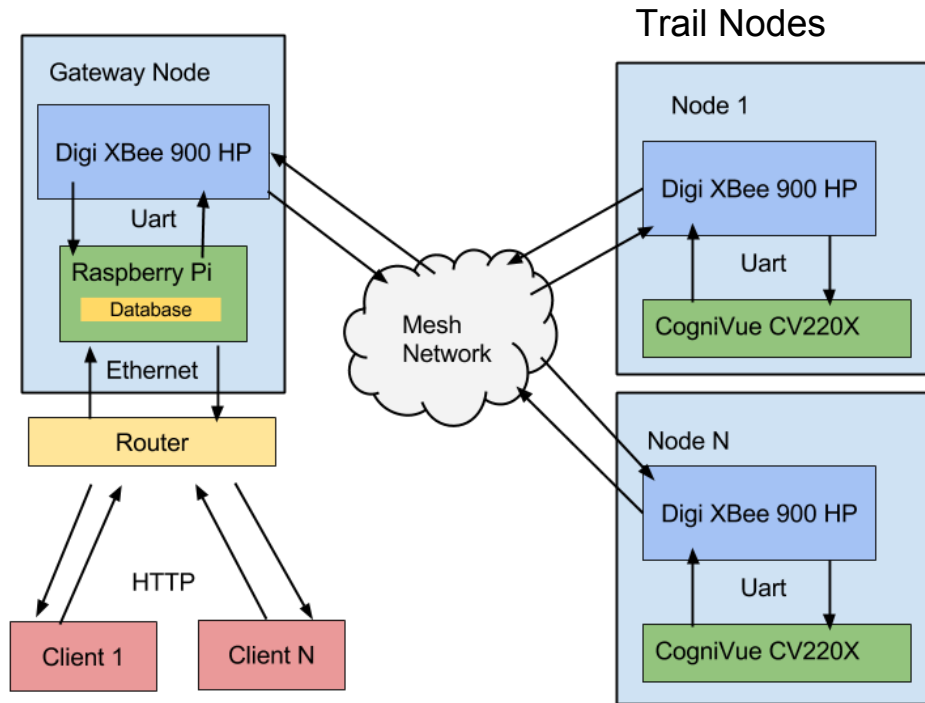 Trail Nodes
Gateway Node
Digi XBee 900 HP
Uart
Raspberry Pi
Database
Ethernet
Router
HTTP
Client 1
Client N
Mesh
Network
Node 1
Digi XBee 900 HP
Uart
CogniVue CV220X
Node N
Digi XBee 900 HP
Uart
CogniVue CV220X